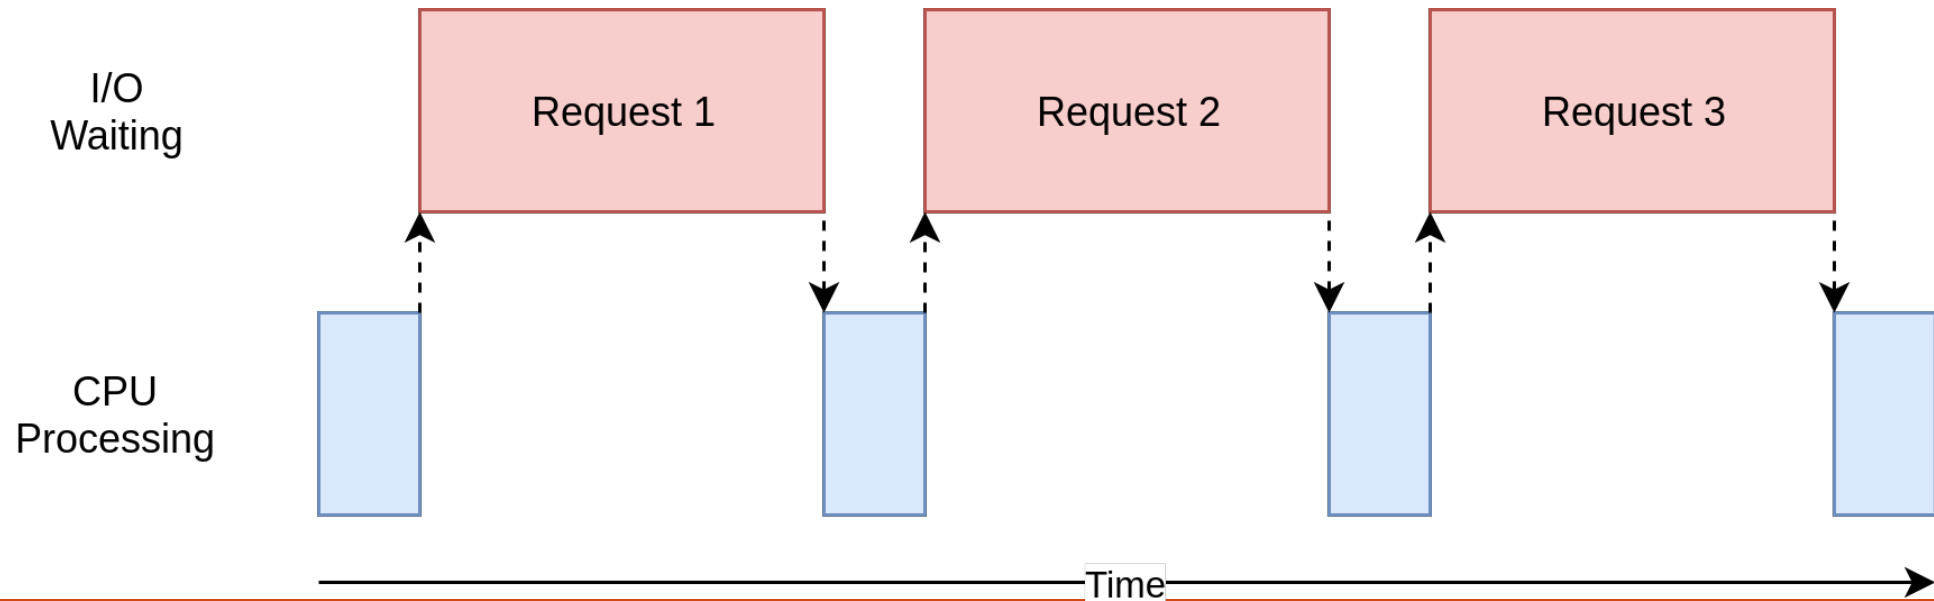 I/O
Waiting
Request 1
Request 2
Request 3
CPU
Processing
Time